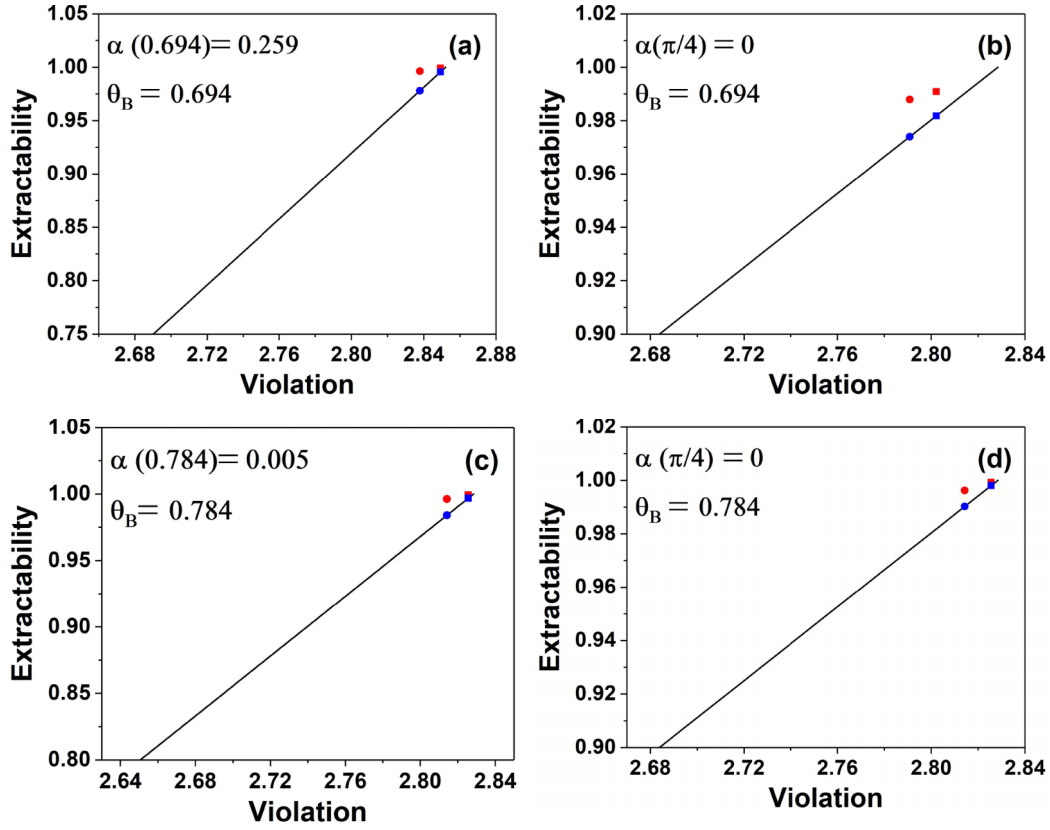 1.05
1.00
0.95
0.90
0.85
0.80
0.75
Extractability
α (0.694)= 0.259
θB = 0.694
(a)
2.68 2.72 2.76 2.80 2.84 2.88
Violation
1.02
1.00
0.98
0.96
0.94
0.92
0.90
Extractability
α(π/4) = 0
θB = 0.694
(b)
2.68 2.72 2.76 2.80 2.84
Violation
1.05
1.00
0.95
0.90
0.85
0.80
Extractability
α (0.784)= 0.005
θB= 0.784
(c)
2.64 2.68 2.72 2.76 2.80 2.84
Violation
1.02
1.00
0.98
0.96
0.94
0.92
0.90
Extractability
α (π/4) = 0
θB = 0.784
(d)
2.68 2.72 2.76 2.80 2.84
Violation